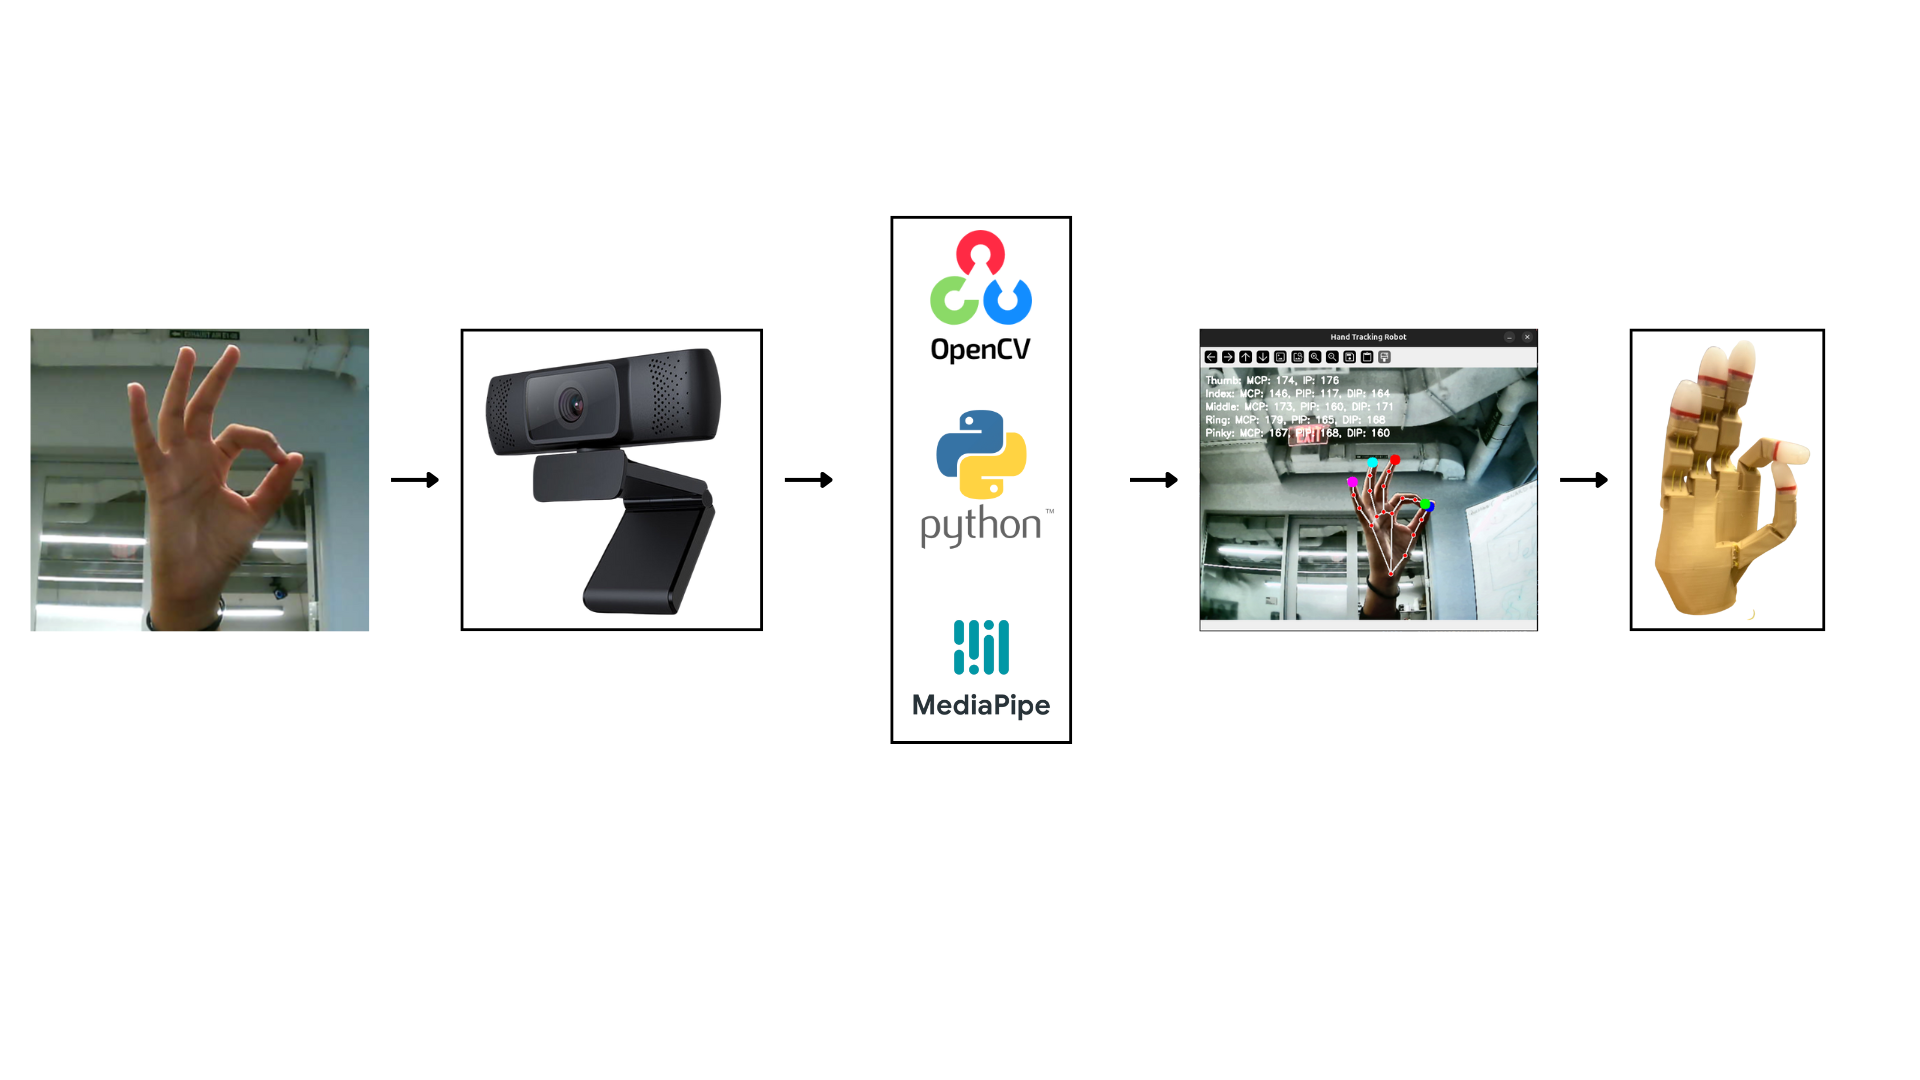 OpenCV
python™
MediaPipe
Hand Tracking Robot
Thumb: MCP: 174, IP: 176
Index: MCP: 146, PIP: 117, DIP: 164
Middle: MCP: 173, PIP: 160, DIP: 171
Ring: MCP: 179, PIP: 165, DIP: 168
Pinky: MCP: 167, PIP: 168, DIP: 160
EXIT